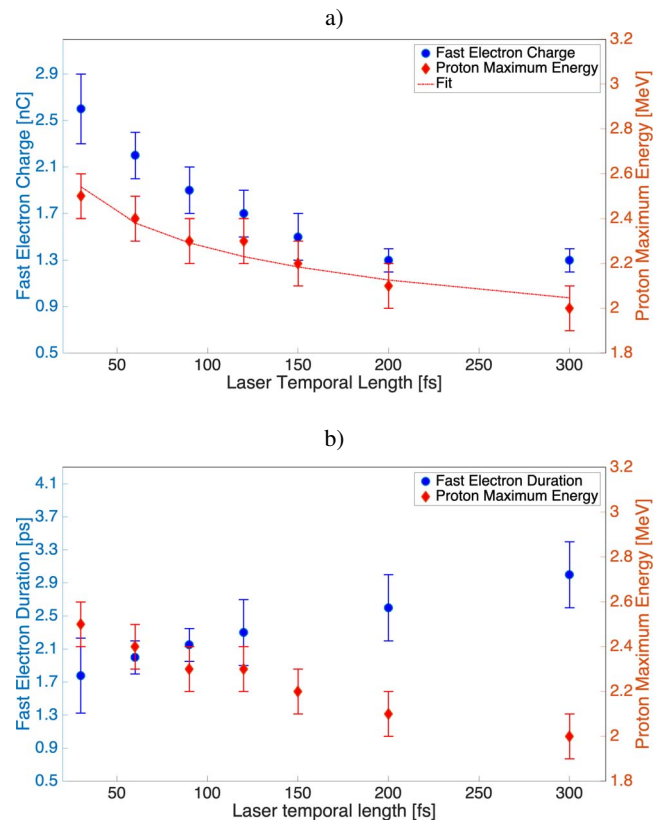 a)
Fast Electron Charge
Proton Maximum Energy
Fit
Fast Electron Charge [nC]
2.9
2.5
2.1
1.7
1.3
0.9
0.5
3.2
3
2.8
2.6
2.4
2.2
2
1.8
Proton Maximum Energy [MeV]
50 100 150 200 250 300
Laser Temporal Length [fs]
b)
Fast Electron Duration
Proton Maximum Energy
Fast Electron Duration [ps]
4.1
3.7
3.3
2.9
2.5
2.1
1.7
1.3
0.9
0.5
3.2
3
2.8
2.6
2.4
2.2
2
1.8
Proton Maximum Energy [MeV]
50 100 150 200 250 300
Laser temporal length [fs]